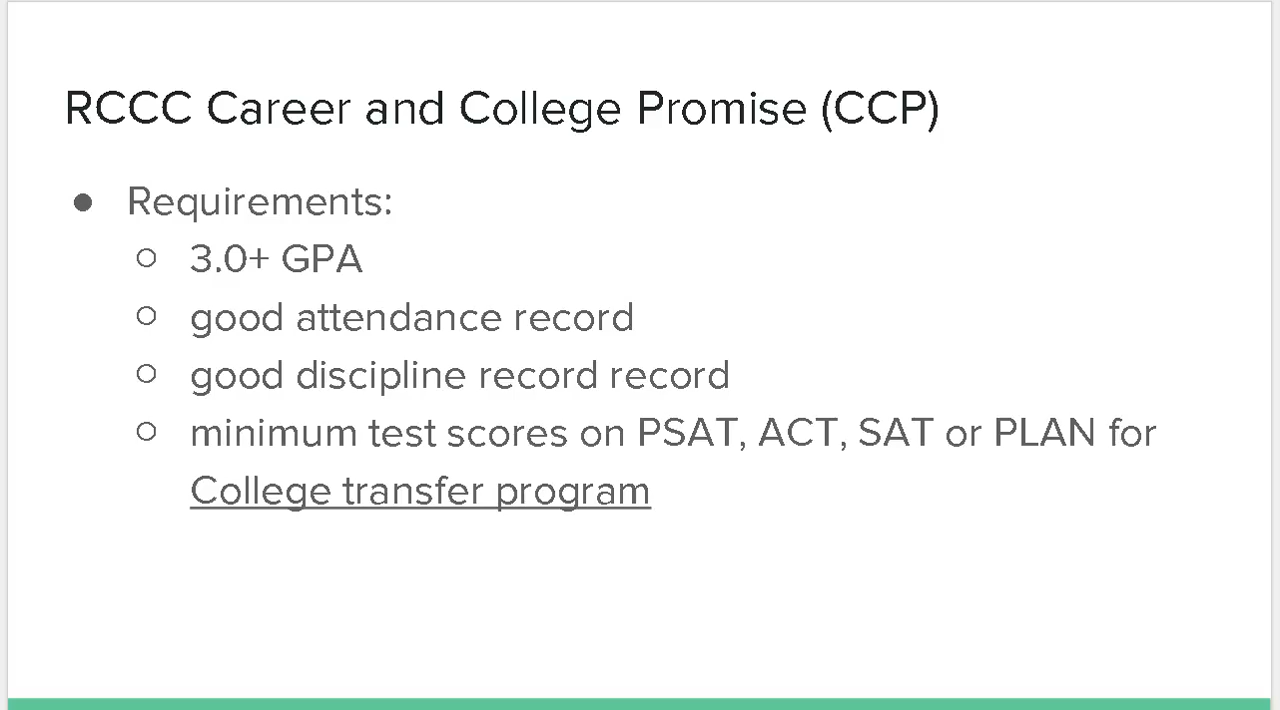 RCCC Career and College Promise (CCP)
● Requirements:
○ 3.0+ GPA
○ good attendance record
○ good discipline record record
○ minimum test scores on PSAT, ACT, SAT or PLAN for
College transfer program